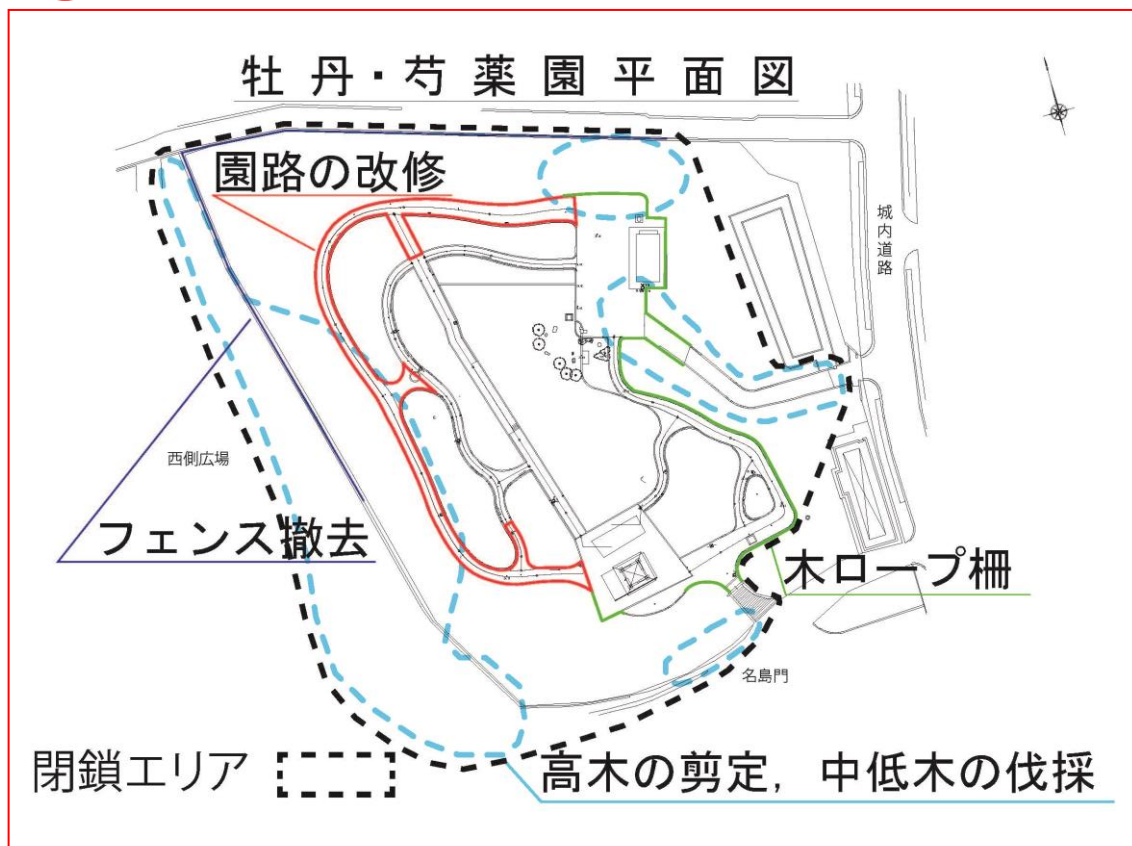 牡丹・芍薬園平面図
園路の改修
城内道路
西側広場
フェンス撤去
木ロープ柵
名島門
閉鎖エリア
高木の剪定，中低木の伐採